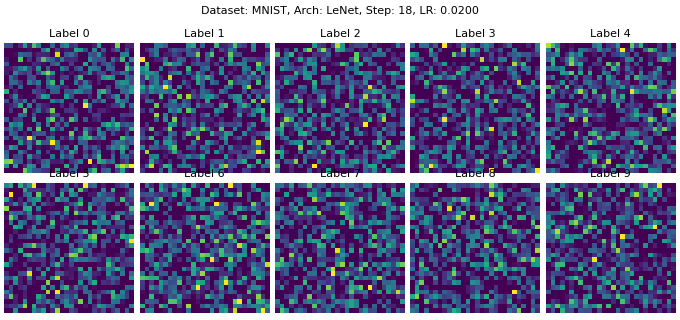 Dataset: MNIST, Arch: LeNet, Step: 18, LR: 0.0200
Label 0
Label 1
Label 2
Label 3
Label 4
Label 5
Label 6
Label 7
Label 8
Label 9